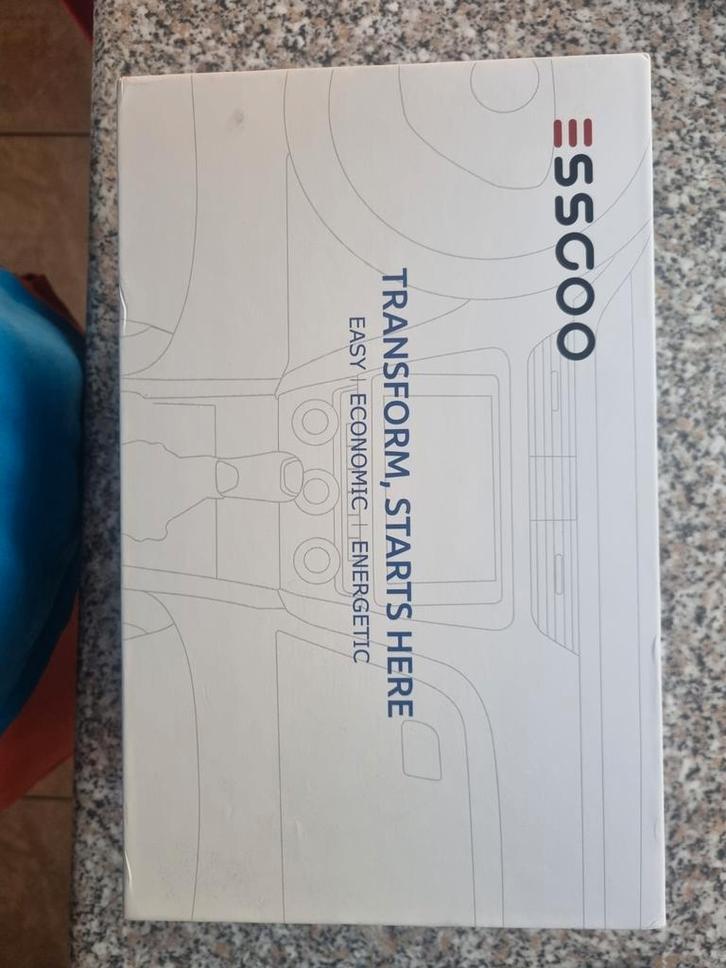 ESSGOO
TRANSFORM, STARTS HERE
EASY | ECONOMIC | ENERGETIC